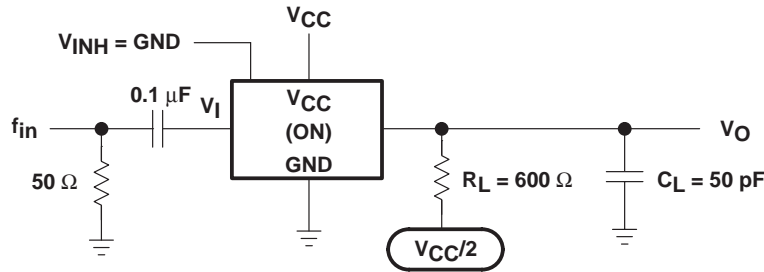 VCC
VINH = GND
0.1 μF
VI
VCC
(ON)
GND
fin
VO
50 Ω
RL = 600 Ω
CL = 50 pF
VCC/2